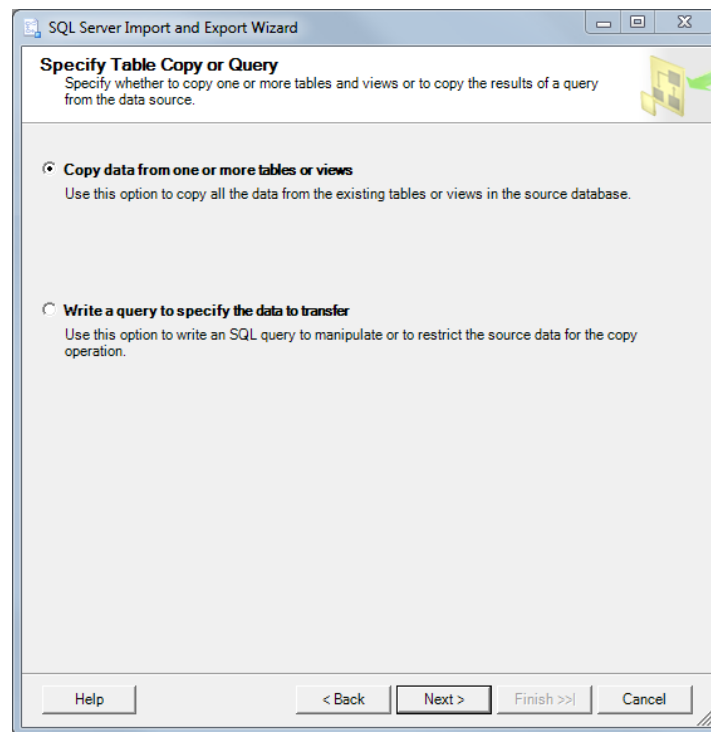 SQL Server Import and Export Wizard
Specify Table Copy or Query
Specify whether to copy one or more tables and views or to copy the results of a query
from the data source.
Copy data from one or more tables or views
Use this option to copy all the data from the existing tables or views in the source database.
Write a query to specify the data to transfer
Use this option to write an SQL query to manipulate or to restrict the source data for the copy
operation.
Help < Back Next > Finish >>| Cancel